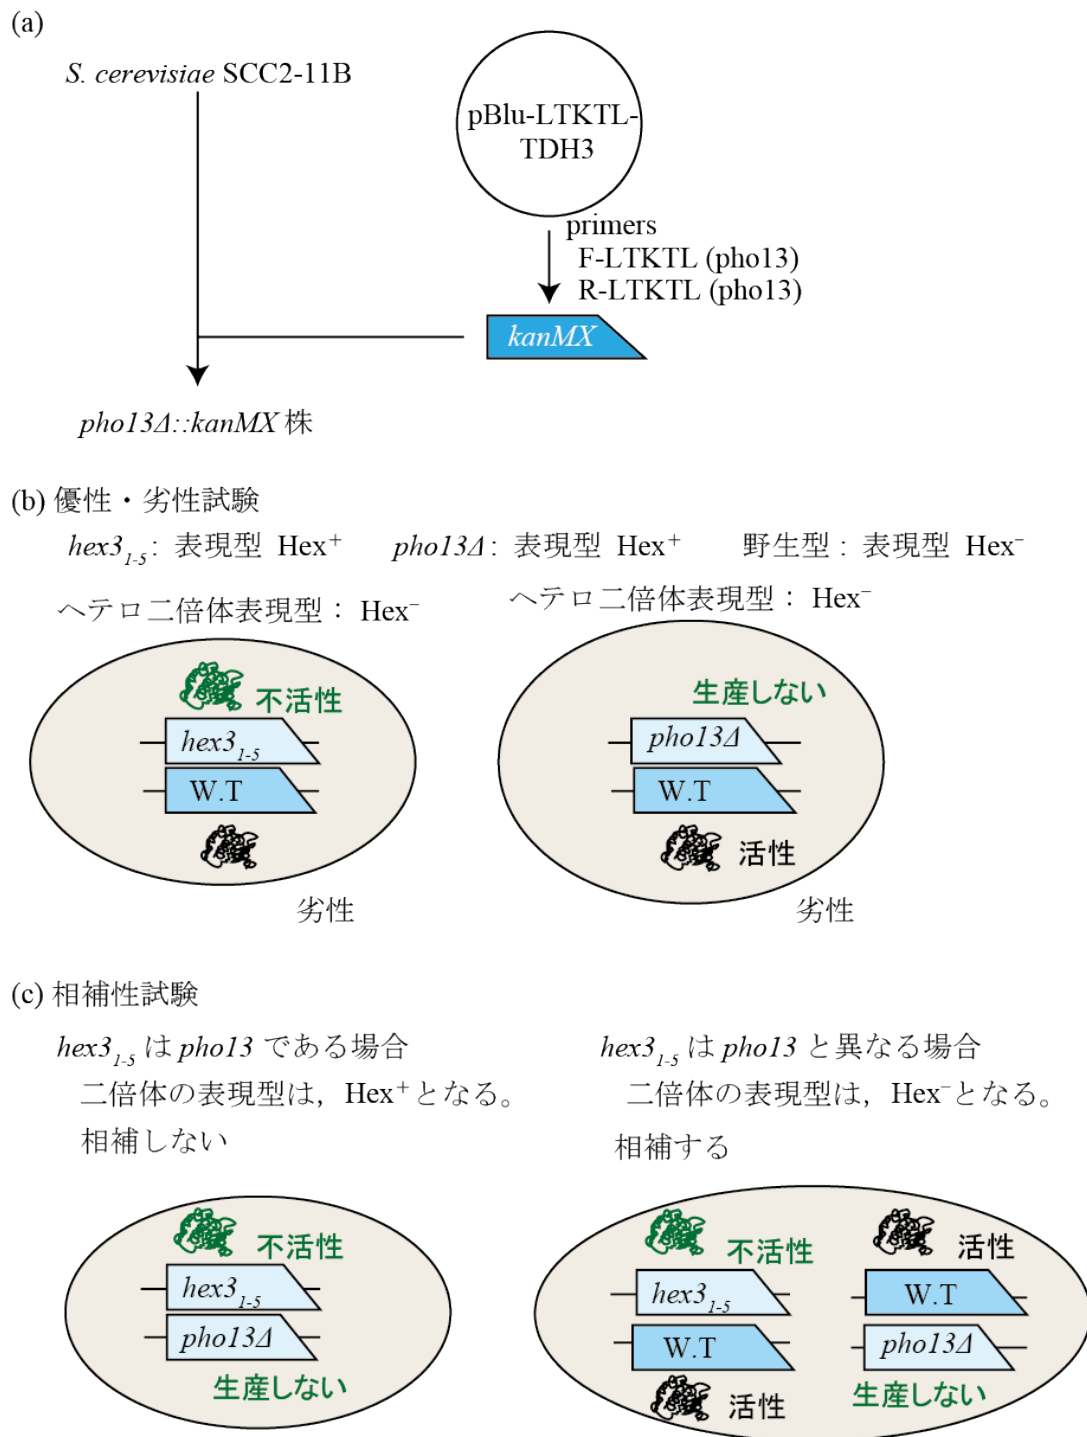 (a)
S. cerevisiae SCC2-11B
pBlu-LTKTL-
TDH3
primers
F-LTKTL (pho13)
R-LTKTL (pho13)
kanMX
pho13Δ::kanMX 株
(b) 優性・劣性試験
hex3₁₋₅: 表現型 Hex⁺ pho13Δ: 表現型 Hex⁺ 野生型: 表現型 Hex⁻
ヘテロ二倍体表現型: Hex⁻
不活性
hex3₁₋₅
W.T
劣性
ヘテロ二倍体表現型: Hex⁻
生産しない
pho13Δ
W.T
活性
劣性
(c) 相補性試験
hex3₁₋₅ は pho13 である場合
二倍体の表現型は, Hex⁺となる。
相補しない
不活性
hex3₁₋₅
pho13Δ
生産しない
hex3₁₋₅ は pho13 と異なる場合
二倍体の表現型は, Hex⁻となる。
相補する
不活性
hex3₁₋₅
W.T
活性
活性
W.T
pho13Δ
生産しない